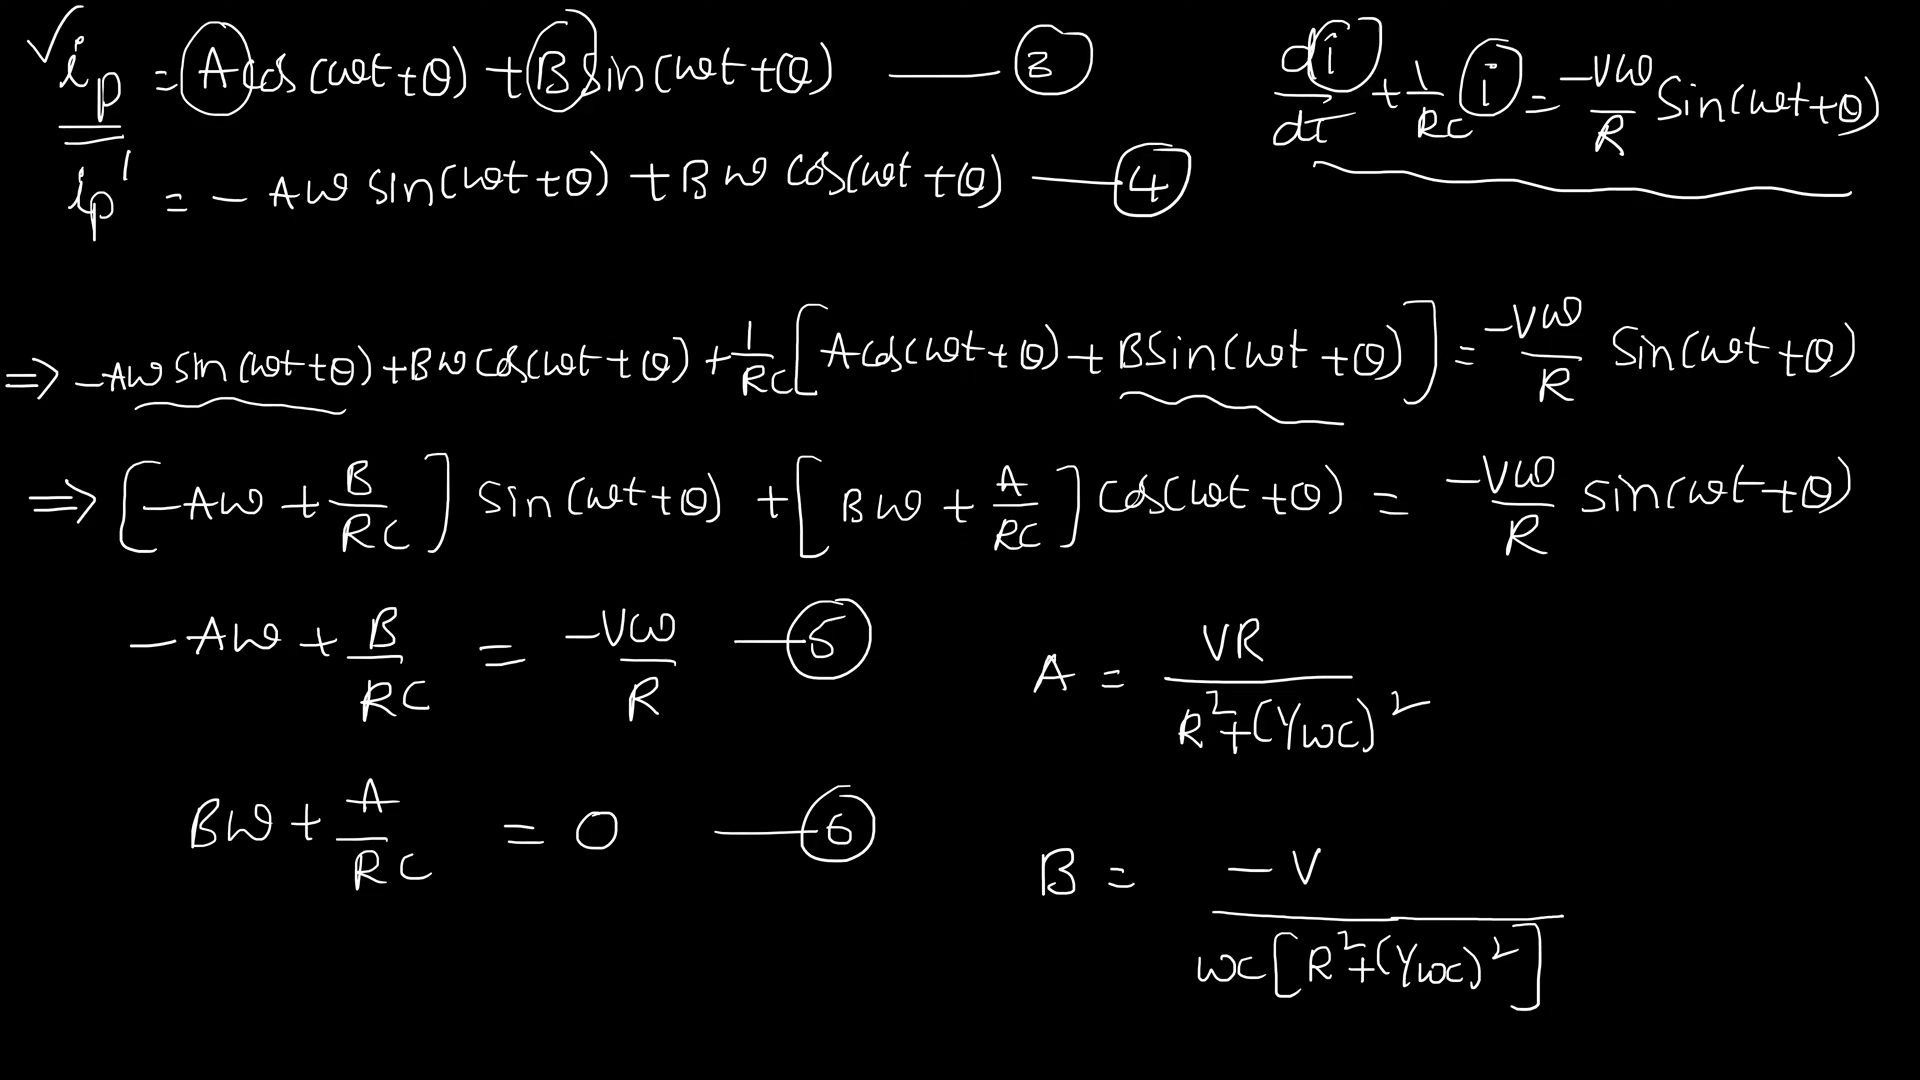 √ip = A cos(ωt+θ) + B sin(ωt+θ) —— 3
di/dt + 1/RC i = -Vω/R sin(ωt+θ)
ip' = - Aω sin(ωt+θ) + Bω cos(ωt+θ) —— 4
=> -Aω sin(ωt+θ) + Bω cos(ωt+θ) + 1/RC [A cos(ωt+θ) + B sin(ωt+θ)] = -Vω/R sin(ωt+θ)
=> [-Aω + B/RC] sin(ωt+θ) + [Bω + A/RC] cos(ωt+θ) = -Vω/R sin(ωt+θ)
-Aω + B/RC = -Vω/R —— 5
A = VR / R²+(1/ωC)²
Bω + A/RC = 0 —— 6
B = -V / ωC[R²+(1/ωC)²]